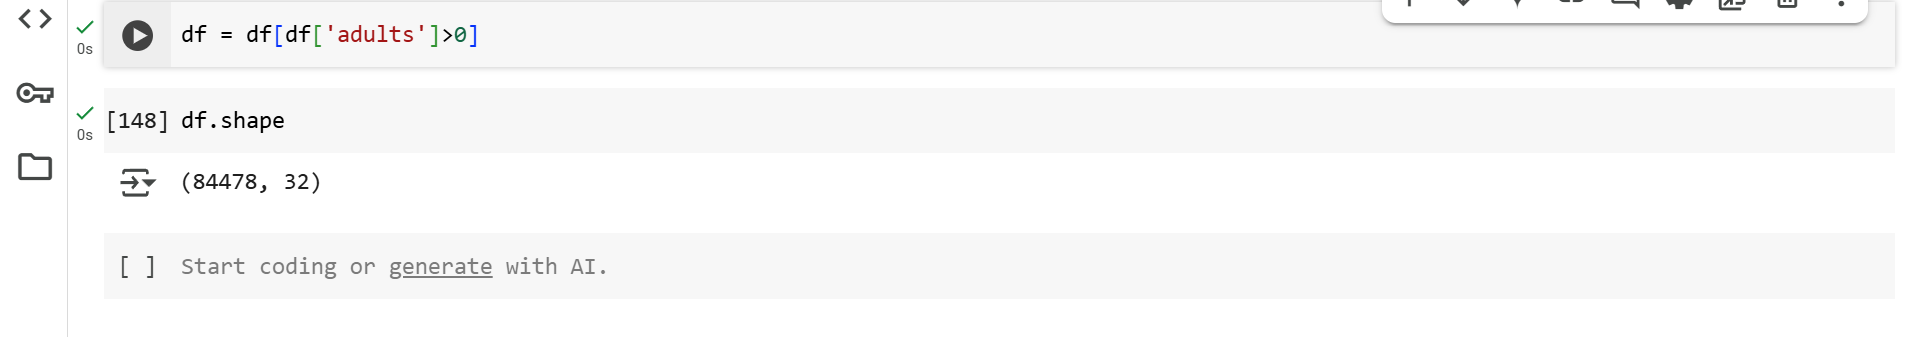 0s
df = df[df['adults']>0]
0s
[148] df.shape
(84478, 32)
[ ] Start coding or generate with AI.